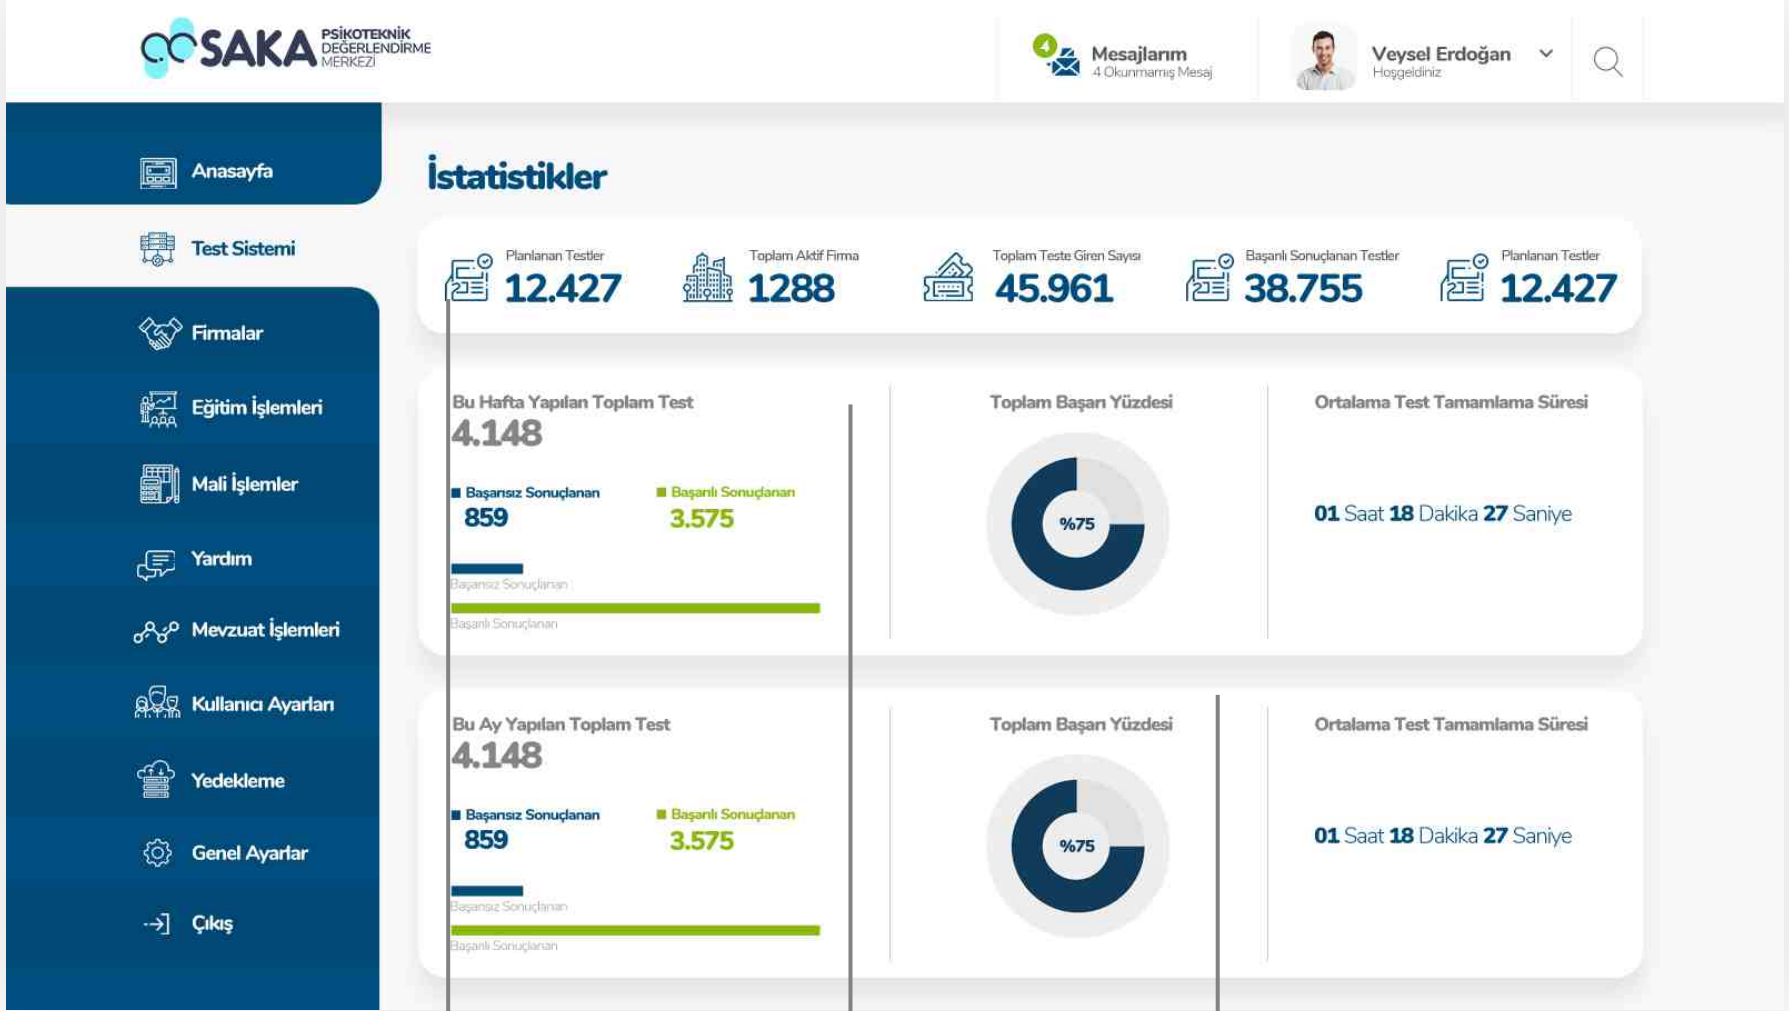 SAKA PSİKOTEKNİK
DEĞERLENDİRME
MERKEZİ
4
Mesajlarım
4 Okunmamış Mesaj
Veysel Erdoğan
Hoşgeldiniz
Anasayfa
Test Sistemi
Firmalar
Eğitim İşlemleri
Mali İşlemler
Yardım
Mevzuat İşlemleri
Kullanıcı Ayarları
Yedekleme
Genel Ayarlar
Çıkış
İstatistikler
Planlanan Testler
12.427
Toplam Aktif Firma
1288
Toplam Teste Giren Sayısı
45.961
Başarılı Sonuçlanan Testler
38.755
Planlanan Testler
12.427
Bu Hafta Yapılan Toplam Test
4.148
Başarısız Sonuçlanan
859
Başarılı Sonuçlanan
3.575
Başarısız Sonuçlanan
Başarılı Sonuçlanan
Toplam Başarı Yüzdesi
%75
Ortalama Test Tamamlama Süresi
01 Saat 18 Dakika 27 Saniye
Bu Ay Yapılan Toplam Test
4.148
Başarısız Sonuçlanan
859
Başarılı Sonuçlanan
3.575
Başarısız Sonuçlanan
Başarılı Sonuçlanan
Toplam Başarı Yüzdesi
%75
Ortalama Test Tamamlama Süresi
01 Saat 18 Dakika 27 Saniye